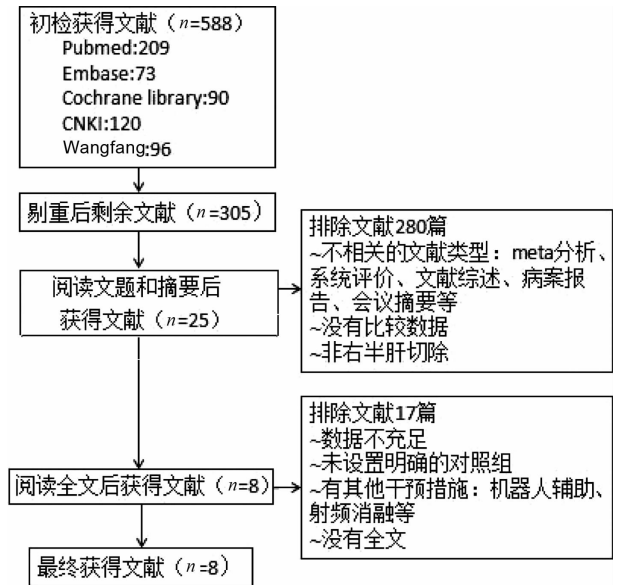 初检获得文献（n=588）
Pubmed:209
Embase:73
Cochrane library:90
CNKI:120
Wangfang:96
剔重后剩余文献（n=305）
阅读文题和摘要后
获得文献（n=25）
排除文献280篇
~不相关的文献类型：meta分析、
系统评价、文献综述、病案报
告、会议摘要等
~没有比较数据
~非右半肝切除
排除文献17篇
~数据不充足
~未设置明确的对照组
~有其他干预措施：机器人辅助、
射频消融等
~没有全文
阅读全文后获得文献（n=8）
最终获得文献（n=8）